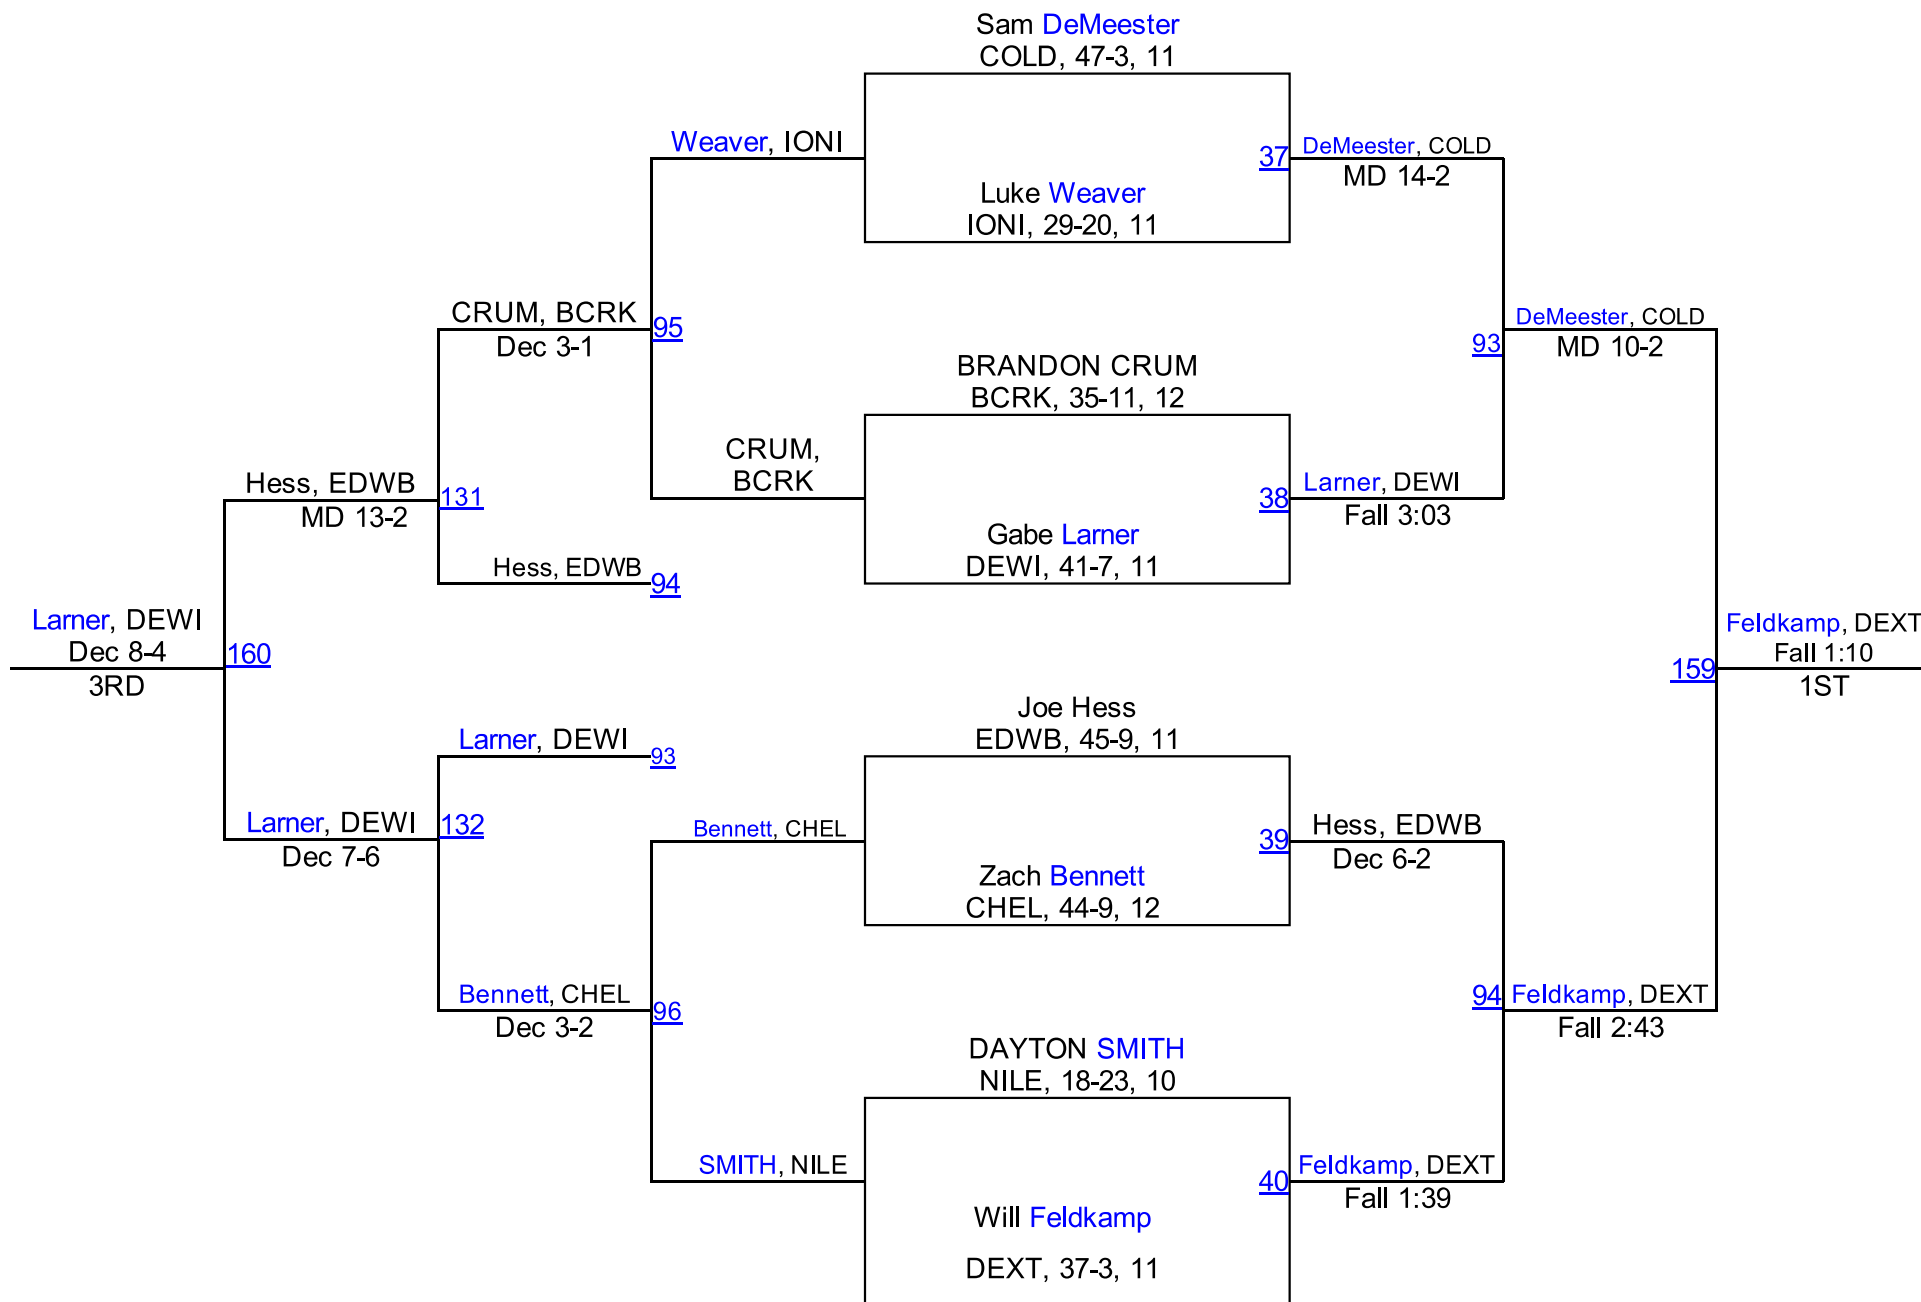 Sam DeMeester
COLD, 47-3, 11
Weaver, IONI
37
DeMeester, COLD
MD 14-2
Luke Weaver
IONI, 29-20, 11
CRUM, BCRK
Dec 3-1
95
DeMeester, COLD
MD 10-2
93
BRANDON CRUM
BCRK, 35-11, 12
CRUM,
BCRK
Hess, EDWB
MD 13-2
131
38
Larner, DEWI
Fall 3:03
Gabe Larner
DEWI, 41-7, 11
Hess, EDWB
94
Larner, DEWI
Dec 8-4
3RD
160
Feldkamp, DEXT
Fall 1:10
1ST
159
Joe Hess
EDWB, 45-9, 11
Larner, DEWI
93
Larner, DEWI
Dec 7-6
132
Bennett, CHEL
39
Hess, EDWB
Dec 6-2
Zach Bennett
CHEL, 44-9, 12
Bennett, CHEL
Dec 3-2
96
94
Feldkamp, DEXT
Fall 2:43
DAYTON SMITH
NILE, 18-23, 10
SMITH, NILE
40
Feldkamp, DEXT
Fall 1:39
Will Feldkamp
DEXT, 37-3, 11